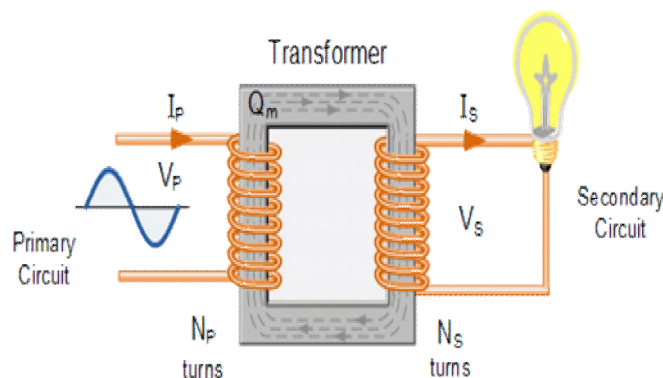 Transformer
Qm
IP
IS
VP
VS
Primary
Circuit
Secondary
Circuit
NP
turns
NS
turns